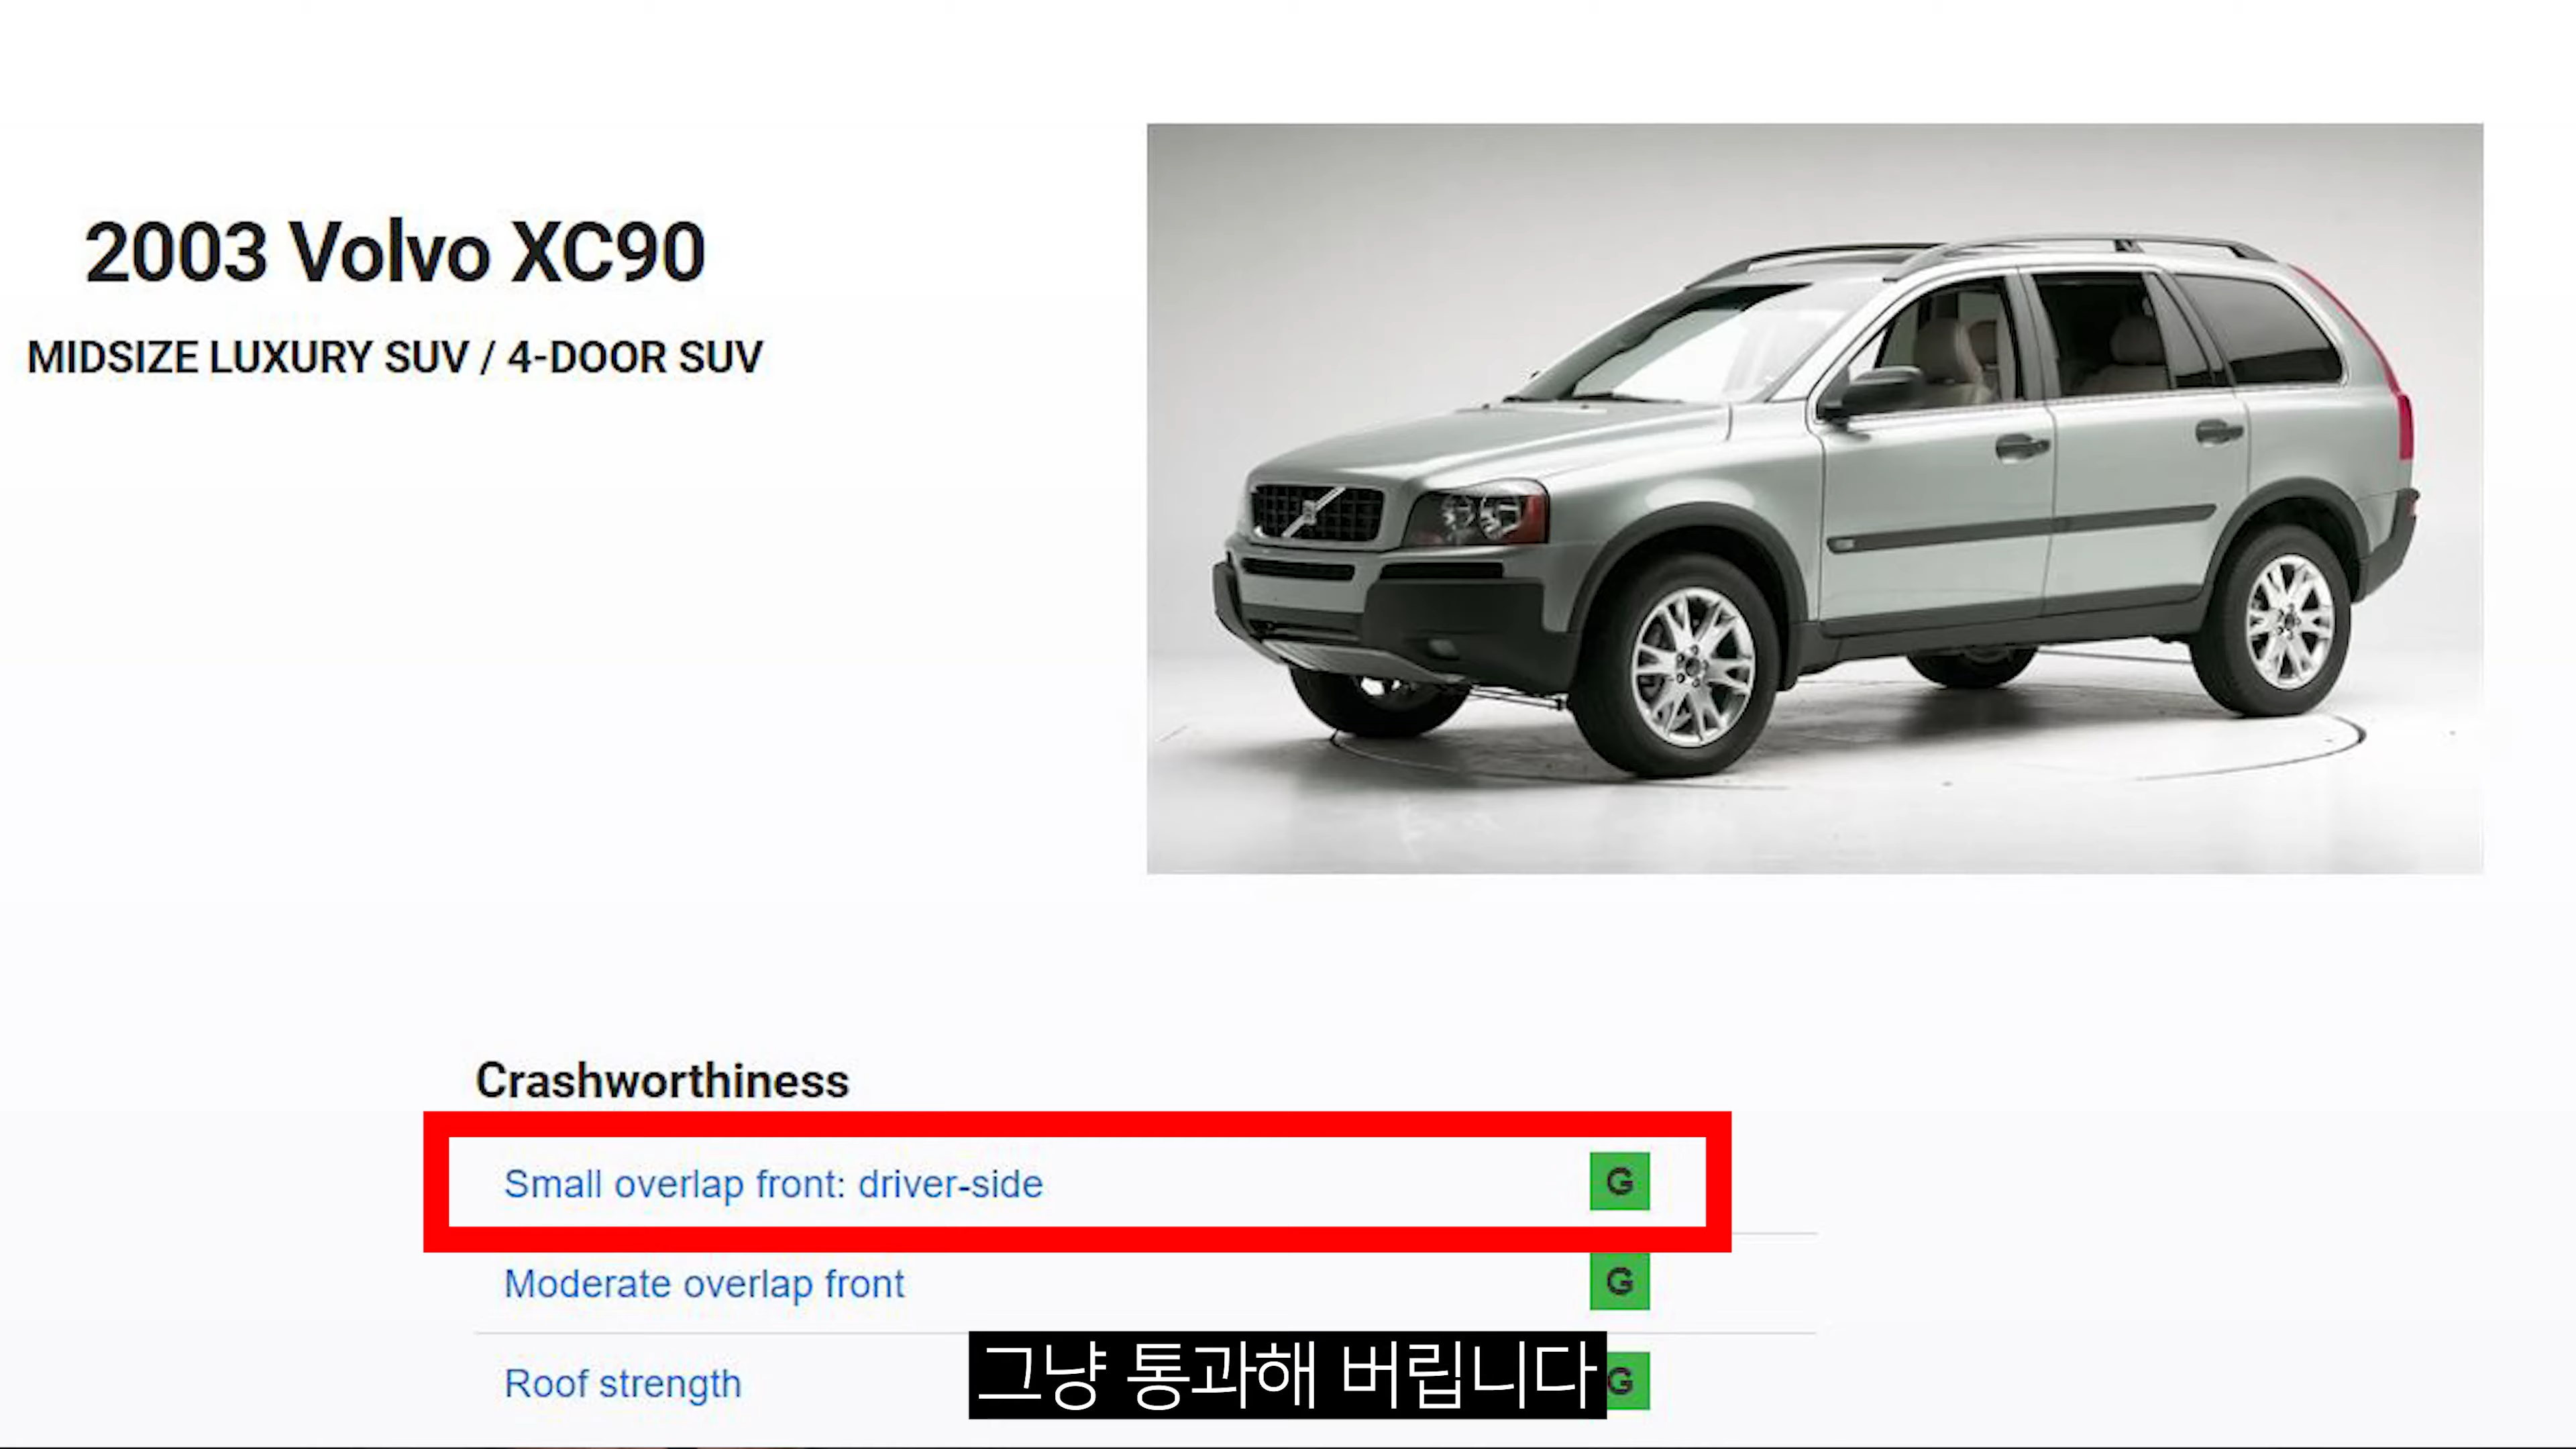 2003 Volvo XC90
MIDSIZE LUXURY SUV / 4-DOOR SUV
Crashworthiness
Small overlap front: driver-side G
Moderate overlap front G
Roof strength G
그냥 통과해 버립니다